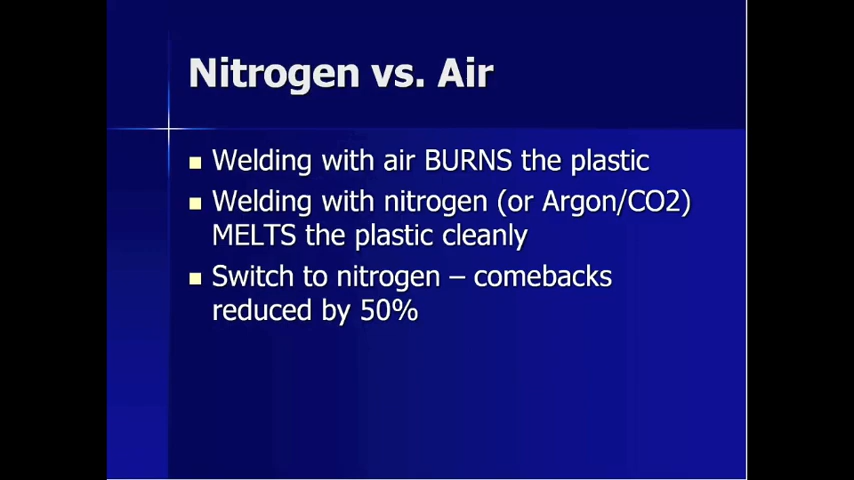 Nitrogen vs. Air
Welding with air BURNS the plastic
Welding with nitrogen (or Argon/CO2)
MELTS the plastic cleanly
Switch to nitrogen – comebacks
reduced by 50%